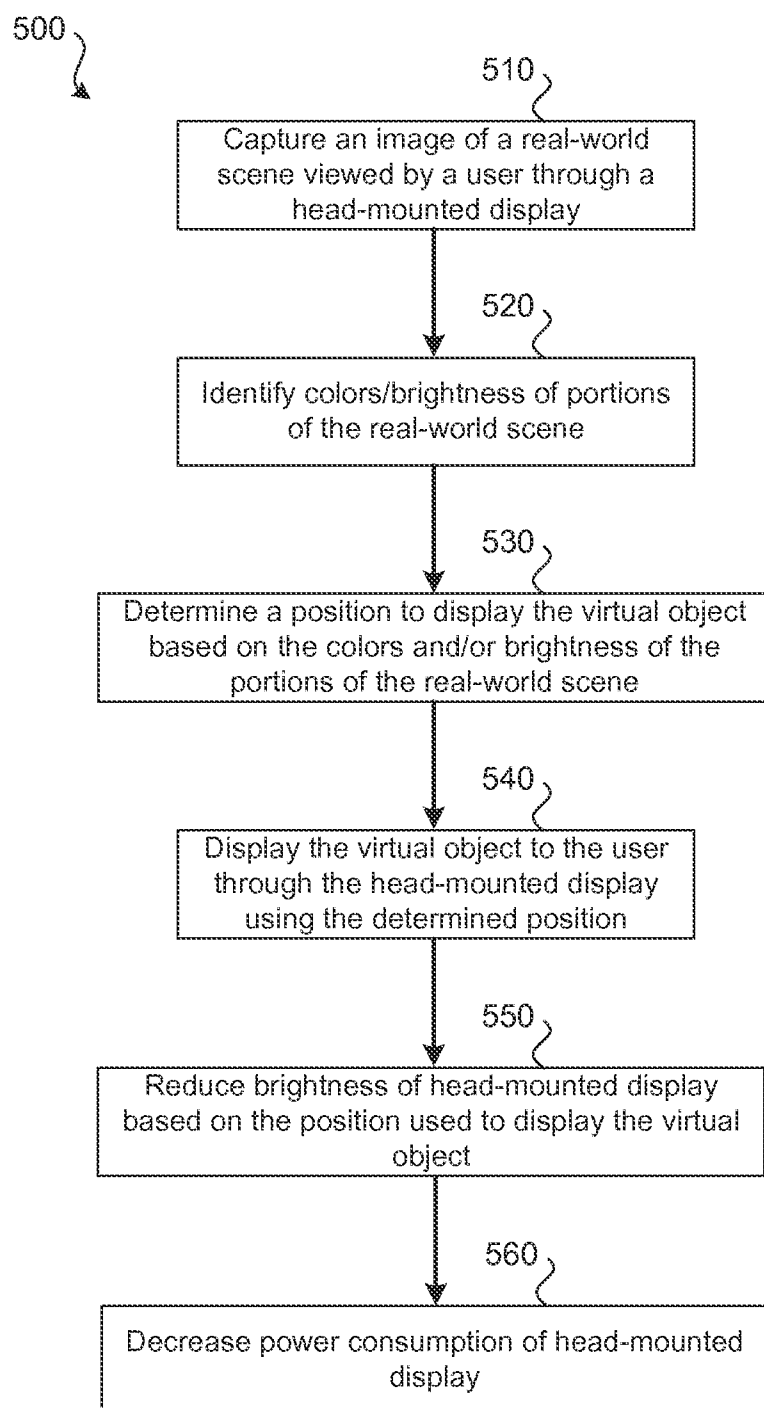 500
510
Capture an image of a real-world
scene viewed by a user through a
head-mounted display
520
Identify colors/brightness of portions
of the real-world scene
530
Determine a position to display the virtual object
based on the colors and/or brightness of the
portions of the real-world scene
540
Display the virtual object to the user
through the head-mounted display
using the determined position
550
Reduce brightness of head-mounted display
based on the position used to display the virtual
object
560
Decrease power consumption of head-mounted
display